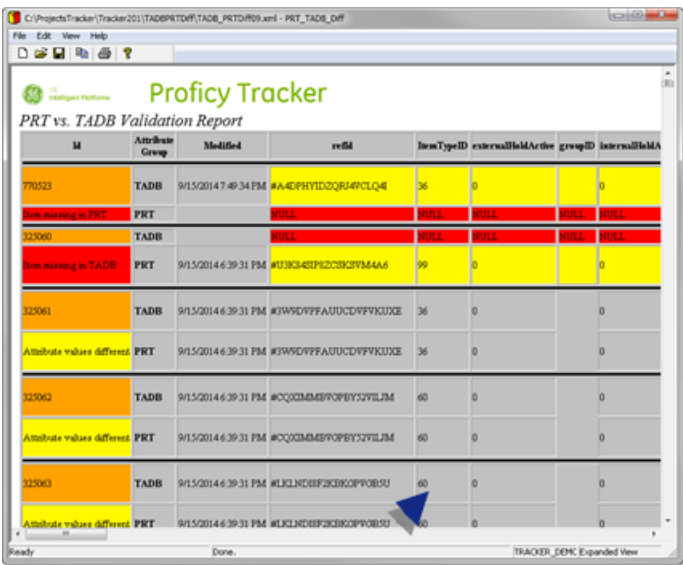 C:\ProjectsTracker\Tracker201\TADBPRTDiff\TADB_PRTDiff09.xml - PRT_TADB_Diff
File Edit View Help
GE
Intelligent Platforms
Proficy Tracker
PRT vs. TADB Validation Report
Id Attribute Group Modified refId ItemTypeID externalHoldActive groupID internalHoldA
770523 TADB 9/15/2014 7:49:34 PM #A4DPHYIDZQRJ4VCLQ4I 36 0 0
Item missing in PRT PRT NULL NULL NULL NULL NULL
325060 TADB NULL NULL NULL NULL NULL
Item missing in TADB PRT 9/15/2014 6:39:31 PM 99 0 0
325061 TADB 9/15/2014 6:39:31 PM #3W9DVPFAUUCDVFVKUXE 36 0 0
Attribute values different PRT 9/15/2014 6:39:31 PM #3W9DVPFAUUCDVFVKUXE 36 0 0
325062 TADB 9/15/2014 6:39:31 PM 60 0 0
Attribute values different PRT 9/15/2014 6:39:31 PM 60 0 0
325063 TADB 9/15/2014 6:39:31 PM 60 0 0
Attribute values different PRT 9/15/2014 6:39:31 PM 60 0 0
Ready Done. TRACKER_DEMO Expanded View